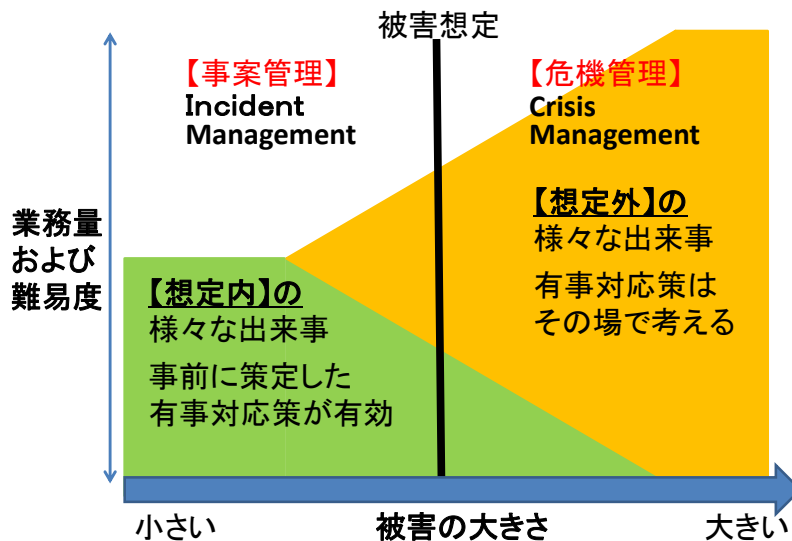 被害想定
【事案管理】
Incident
Management
【危機管理】
Crisis
Management
業務量
および
難易度
【想定内】の
様々な出来事
事前に策定した
有事対応策が有効
【想定外】の
様々な出来事
有事対応策は
その場で考える
小さい
被害の大きさ
大きい